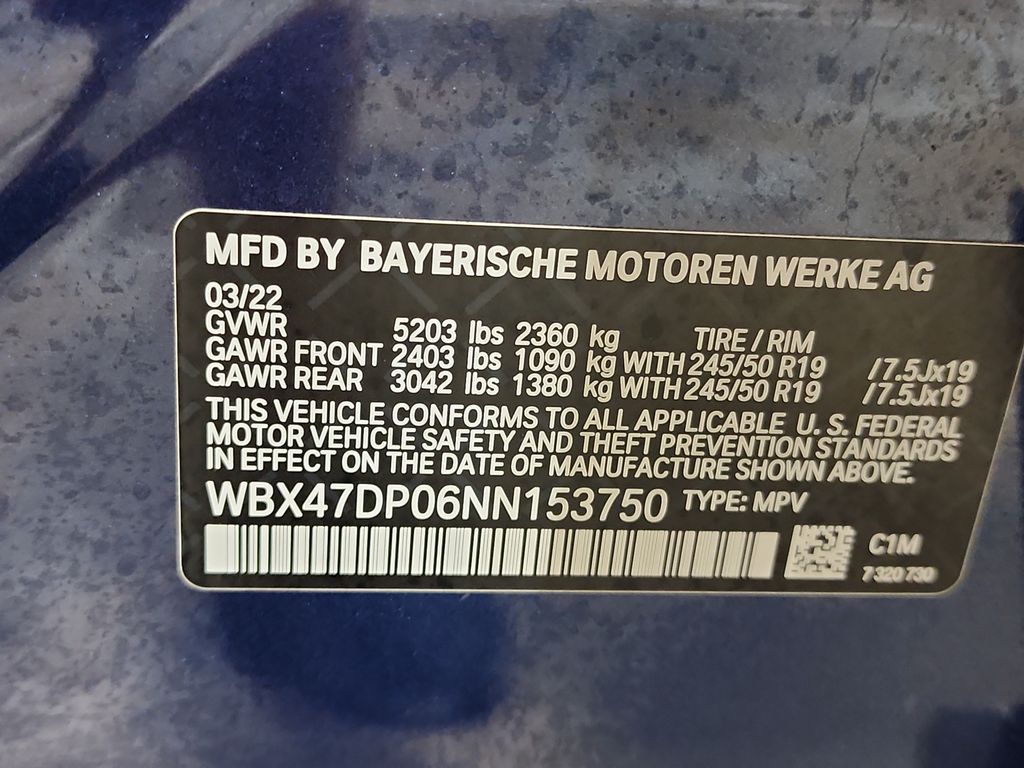 MFD BY BAYERISCHE MOTOREN WERKE AG
03/22
GVWR 5203 lbs 2360 kg TIRE / RIM
GAWR FRONT 2403 lbs 1090 kg WITH 245/50 R19 /7.5Jx19
GAWR REAR 3042 lbs 1380 kg WITH 245/50 R19 /7.5Jx19
THIS VEHICLE CONFORMS TO ALL APPLICABLE U. S. FEDERAL
MOTOR VEHICLE SAFETY AND THEFT PREVENTION STANDARDS
IN EFFECT ON THE DATE OF MANUFACTURE SHOWN ABOVE.
WBX47DP06NN153750 TYPE: MPV
C1M
7 320 730